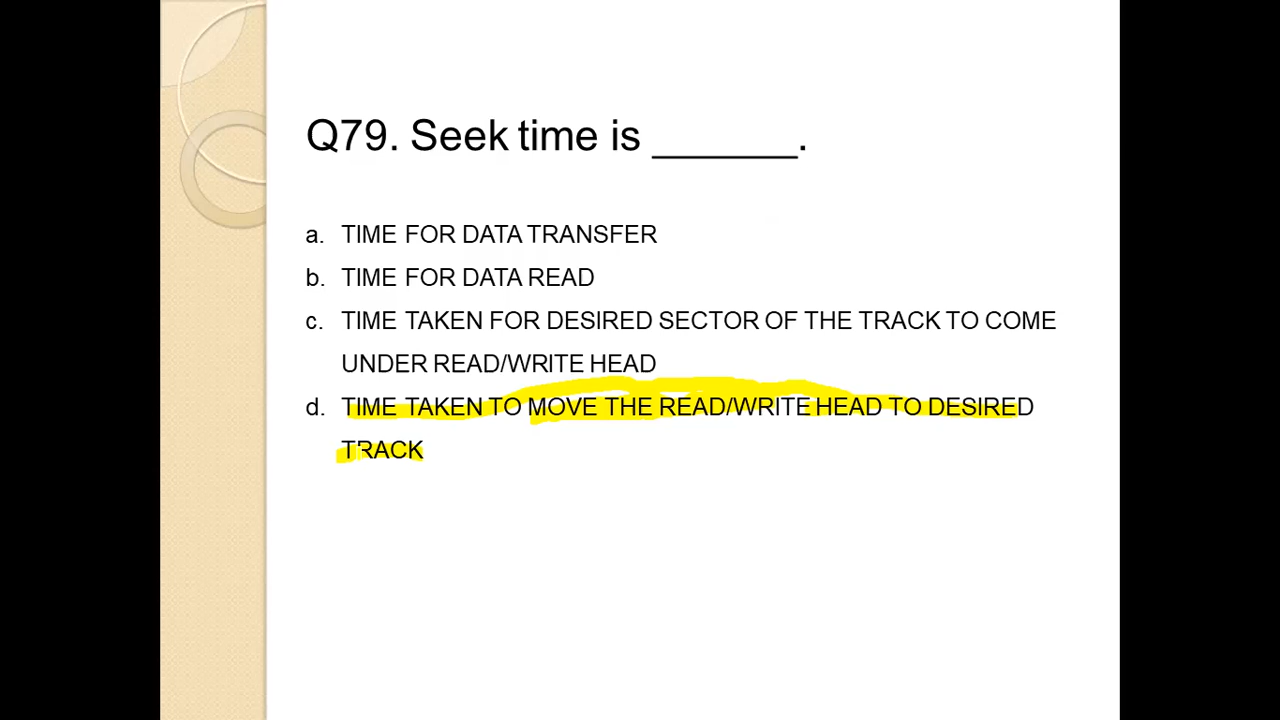 Q79. Seek time is ______.
a. TIME FOR DATA TRANSFER
b. TIME FOR DATA READ
c. TIME TAKEN FOR DESIRED SECTOR OF THE TRACK TO COME
UNDER READ/WRITE HEAD
d. TIME TAKEN TO MOVE THE READ/WRITE HEAD TO DESIRED
TRACK